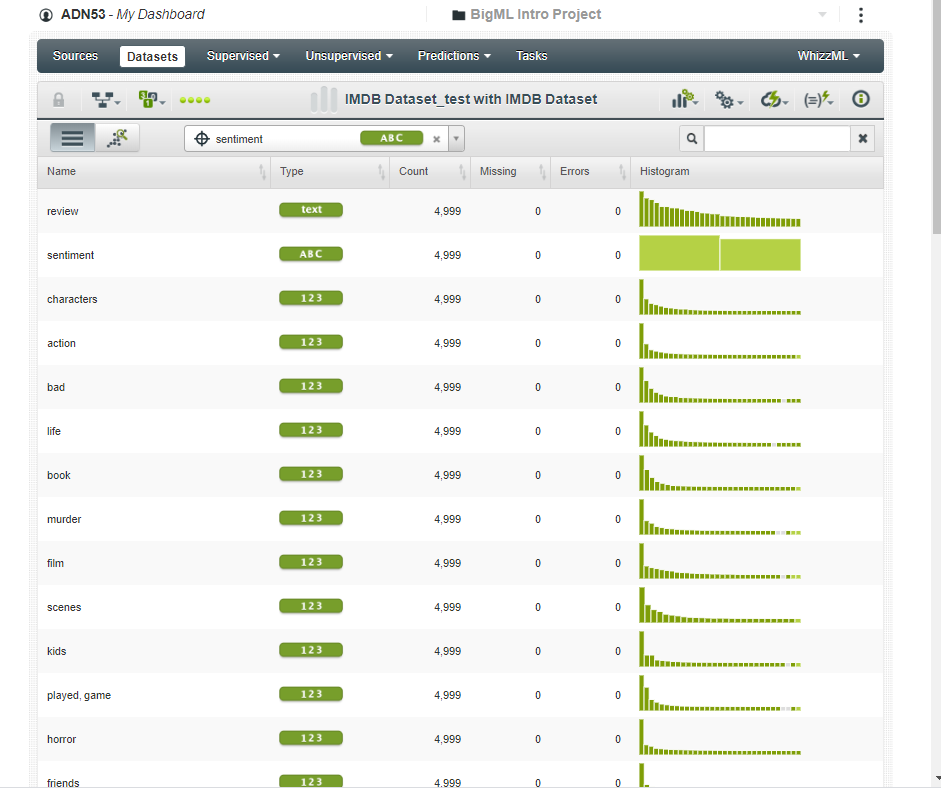 ADN53 - My Dashboard BigML Intro Project
Sources Datasets Supervised Unsupervised Predictions Tasks WhizzML
IMDB Dataset_test with IMDB Dataset
sentiment ABC
Name Type Count Missing Errors Histogram
review text 4,999 0 0
sentiment ABC 4,999 0 0
characters 123 4,999 0 0
action 123 4,999 0 0
bad 123 4,999 0 0
life 123 4,999 0 0
book 123 4,999 0 0
murder 123 4,999 0 0
film 123 4,999 0 0
scenes 123 4,999 0 0
kids 123 4,999 0 0
played, game 123 4,999 0 0
horror 123 4,999 0 0
friends 123 4,999 0 0